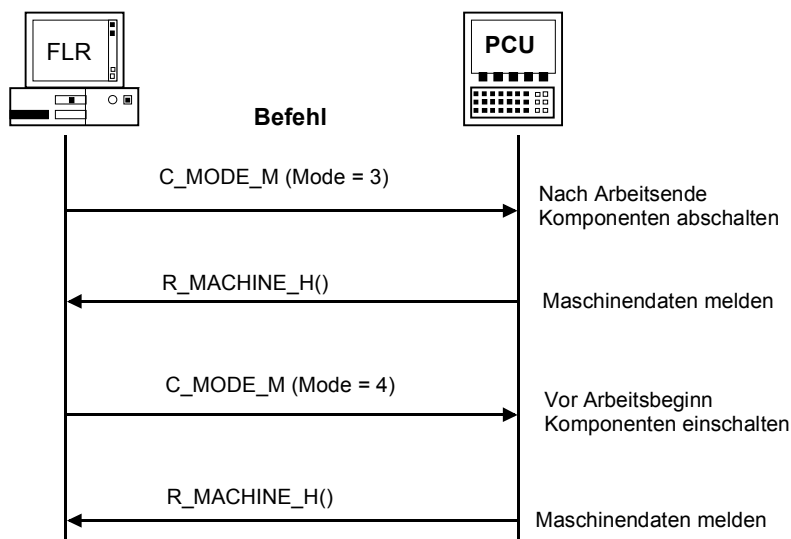 FLR
PCU
Befehl
C_MODE_M (Mode = 3)
Nach Arbeitsende
Komponenten abschalten
R_MACHINE_H()
Maschinendaten melden
C_MODE_M (Mode = 4)
Vor Arbeitsbeginn
Komponenten einschalten
R_MACHINE_H()
Maschinendaten melden